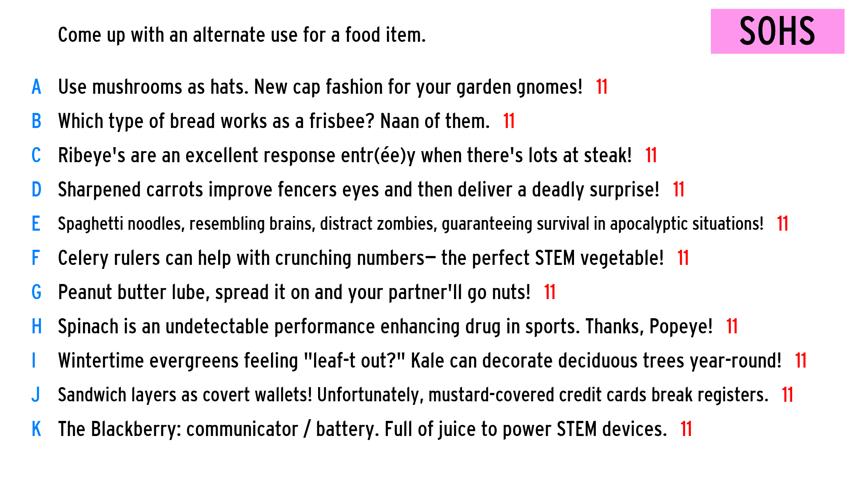 Come up with an alternate use for a food item.
SOHS
A Use mushrooms as hats. New cap fashion for your garden gnomes! 11
B Which type of bread works as a frisbee? Naan of them. 11
C Ribeye's are an excellent response entr(ée)y when there's lots at steak! 11
D Sharpened carrots improve fencers eyes and then deliver a deadly surprise! 11
E Spaghetti noodles, resembling brains, distract zombies, guaranteeing survival in apocalyptic situations! 11
F Celery rulers can help with crunching numbers— the perfect STEM vegetable! 11
G Peanut butter lube, spread it on and your partner'll go nuts! 11
H Spinach is an undetectable performance enhancing drug in sports. Thanks, Popeye! 11
I Wintertime evergreens feeling "leaf-t out?" Kale can decorate deciduous trees year-round! 11
J Sandwich layers as covert wallets! Unfortunately, mustard-covered credit cards break registers. 11
K The Blackberry: communicator / battery. Full of juice to power STEM devices. 11